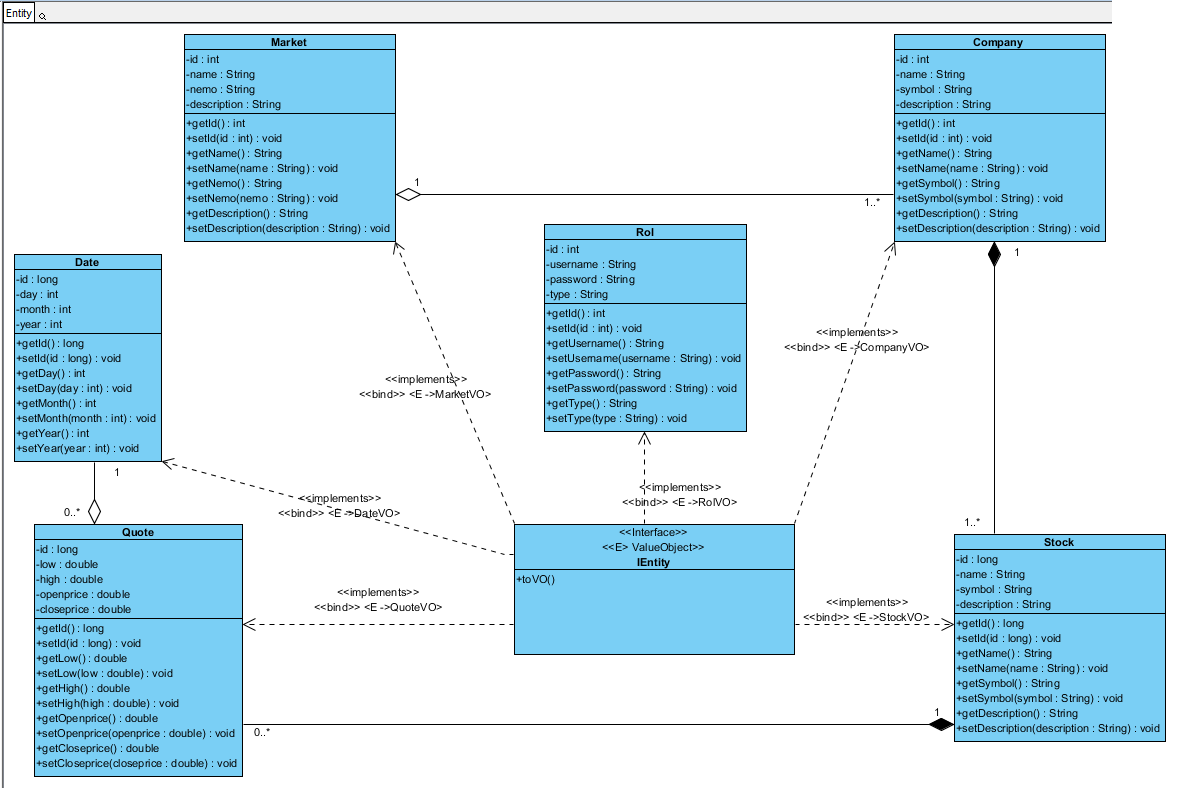 Entity
Market
-id : int
-name : String
-nemo : String
-description : String
+getId() : int
+setId(id : int) : void
+getName() : String
+setName(name : String) : void
+getNemo() : String
+setNemo(nemo : String) : void
+getDescription() : String
+setDescription(description : String) : void
1
1..*
Company
-id : int
-name : String
-symbol : String
-description : String
+getId() : int
+setId(id : int) : void
+getName() : String
+setName(name : String) : void
+getSymbol() : String
+setSymbol(symbol : String) : void
+getDescription() : String
+setDescription(description : String) : void
1
1..*
Rol
-id : int
-username : String
-password : String
-type : String
+getId() : int
+setId(id : int) : void
+getUsername() : String
+setUsername(username : String) : void
+getPassword() : String
+setPassword(password : String) : void
+getType() : String
+setType(type : String) : void
Date
-id : long
-day : int
-month : int
-year : int
+getId() : long
+setId(id : long) : void
+getDay() : int
+setDay(day : int) : void
+getMonth() : int
+setMonth(month : int) : void
+getYear() : int
+setYear(year : int) : void
1
0..*
<<implements>>
<<bind>> <E ->MarketVO>
<<implements>>
<<bind>> <E ->CompanyVO>
<<implements>>
<<bind>> <E ->RolVO>
<<implements>>
<<bind>> <E ->DateVO>
<<implements>>
<<bind>> <E ->QuoteVO>
<<implements>>
<<bind>> <E ->StockVO>
<<Interface>>
<<E> ValueObject>>
IEntity
+toVO()
Quote
-id : long
-low : double
-high : double
-openprice : double
-closeprice : double
+getId() : long
+setId(id : long) : void
+getLow() : double
+setLow(low : double) : void
+getHigh() : double
+setHigh(high : double) : void
+getOpenprice() : double
+setOpenprice(openprice : double) : void
+getCloseprice() : double
+setCloseprice(closeprice : double) : void
0..*
1
Stock
-id : long
-name : String
-symbol : String
-description : String
+getId() : long
+setId(id : long) : void
+getName() : String
+setName(name : String) : void
+getSymbol() : String
+setSymbol(symbol : String) : void
+getDescription() : String
+setDescription(description : String) : void